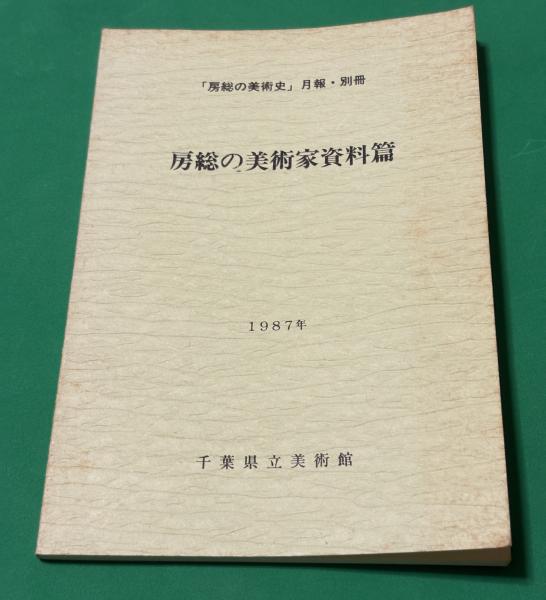 「房総の美術史」月報・別冊
房総の美術家資料篇
1987年
千葉県立美術館